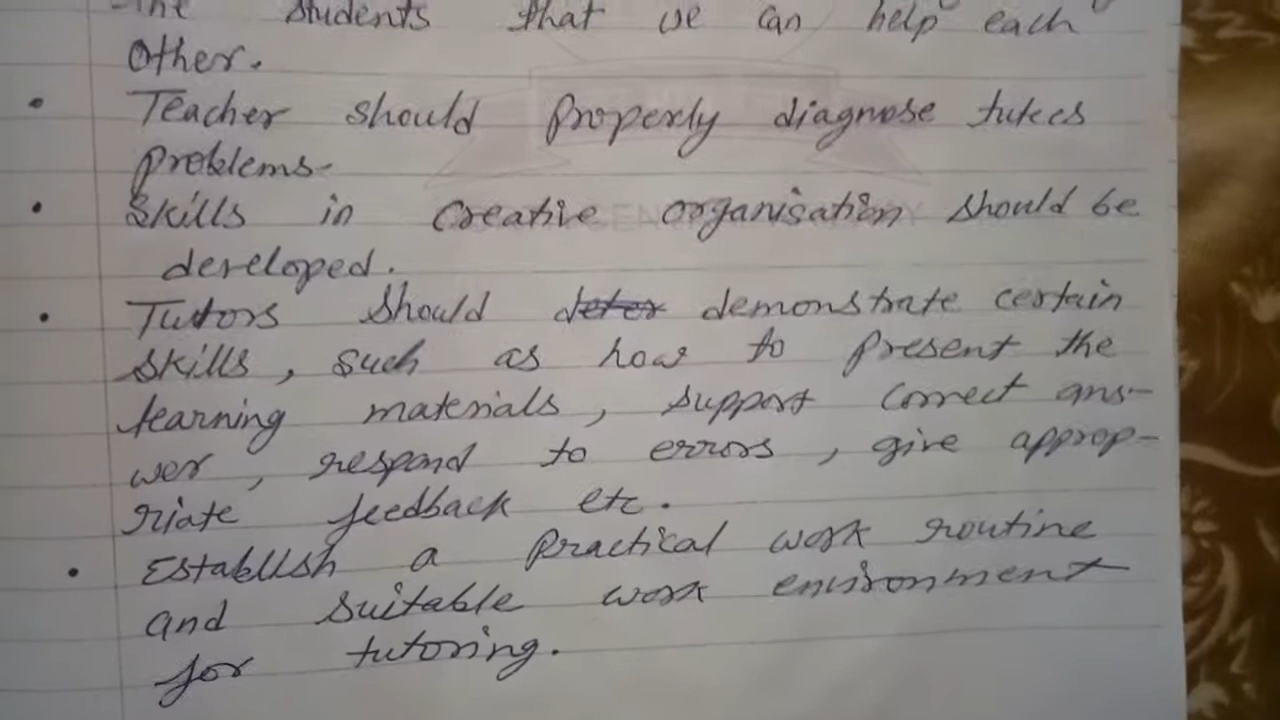 the students that we can help each
other.
• Teacher should properly diagnose tutees
problems-
• Skills in creative organisation should be
developed.
• Tutors should demonstrate certain
skills, such as how to present the
learning materials, support correct ans-
wer, respond to errors, give approp-
riate feedback etc.
• Establish a practical work routine
and suitable work environment
for tutoring.